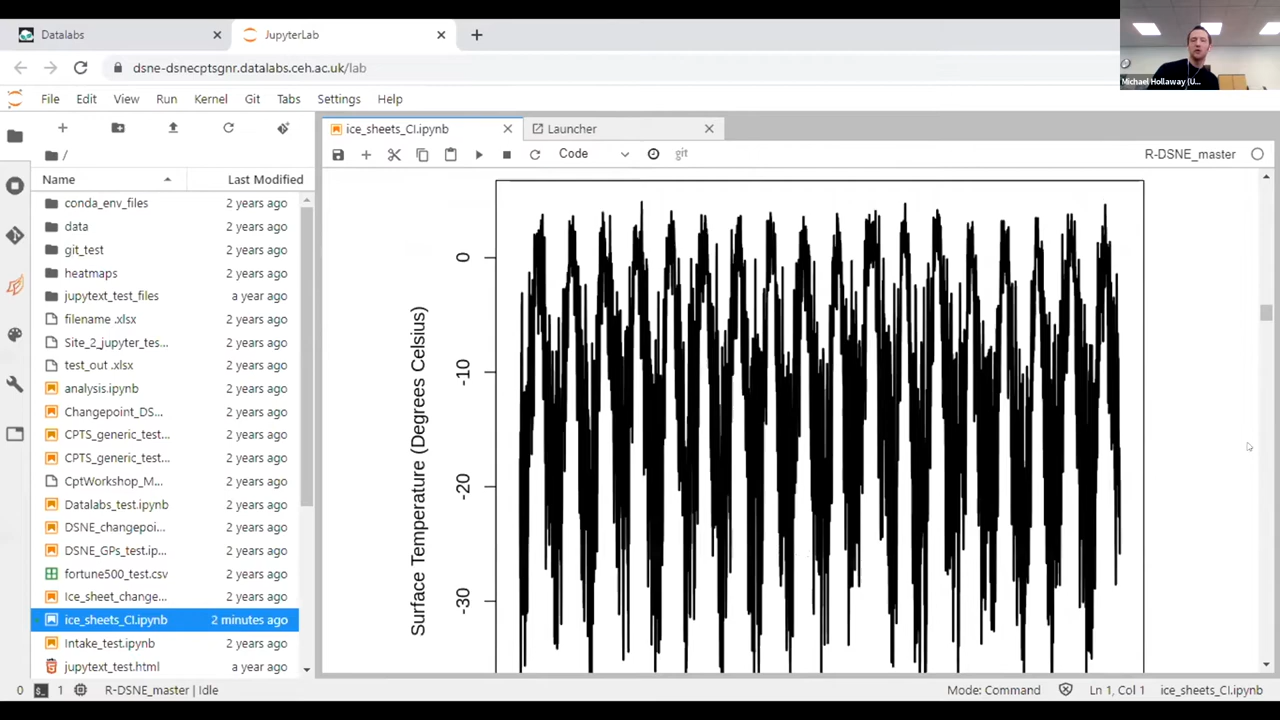 Datalabs
JupyterLab
dsne-dsnecptsgnr.datalabs.ceh.ac.uk/lab
Michael Hollaway (U...
File Edit View Run Kernel Git Tabs Settings Help
ice_sheets_CI.ipynb
Launcher
Code
git
R-DSNE_master
/
Name Last Modified
conda_env_files 2 years ago
data 2 years ago
git_test 2 years ago
heatmaps 2 years ago
jupytext_test_files a year ago
filename .xlsx 2 years ago
Site_2_jupyter_tes... 2 years ago
test_out .xlsx 2 years ago
analysis.ipynb 2 years ago
Changepoint_DS... 2 years ago
CPTS_generic_test... 2 years ago
CPTS_generic_test... 2 years ago
CptWorkshop_M... 2 years ago
Datalabs_test.ipynb 2 years ago
DSNE_changepoi... 2 years ago
DSNE_GPs_test.ip... 2 years ago
fortune500_test.csv 2 years ago
Ice_sheet_change... 2 years ago
ice_sheets_CI.ipynb 2 minutes ago
Intake_test.ipynb 2 years ago
jupytext_test.html a year ago
Surface Temperature (Degrees Celsius)
0
-10
-20
-30
0 1 R-DSNE_master | Idle
Mode: Command Ln 1, Col 1 ice_sheets_CI.ipynb